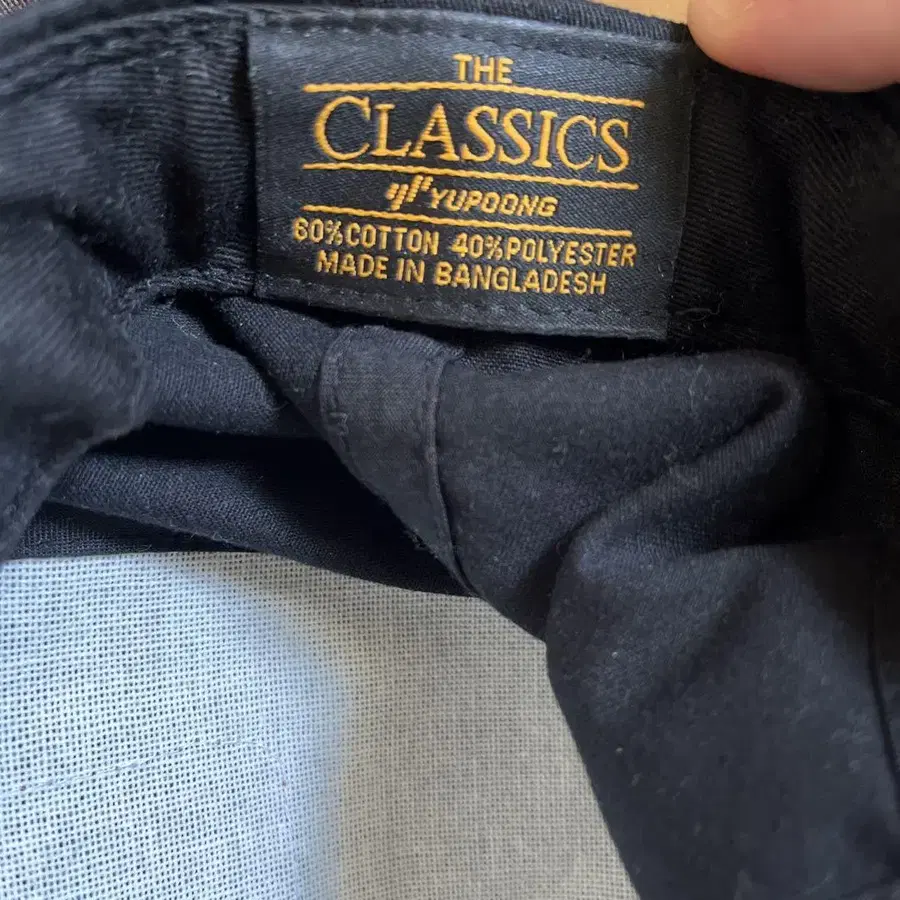 THE
CLASSICS
YUPOONG
60%COTTON 40%POLYESTER
MADE IN BANGLADESH